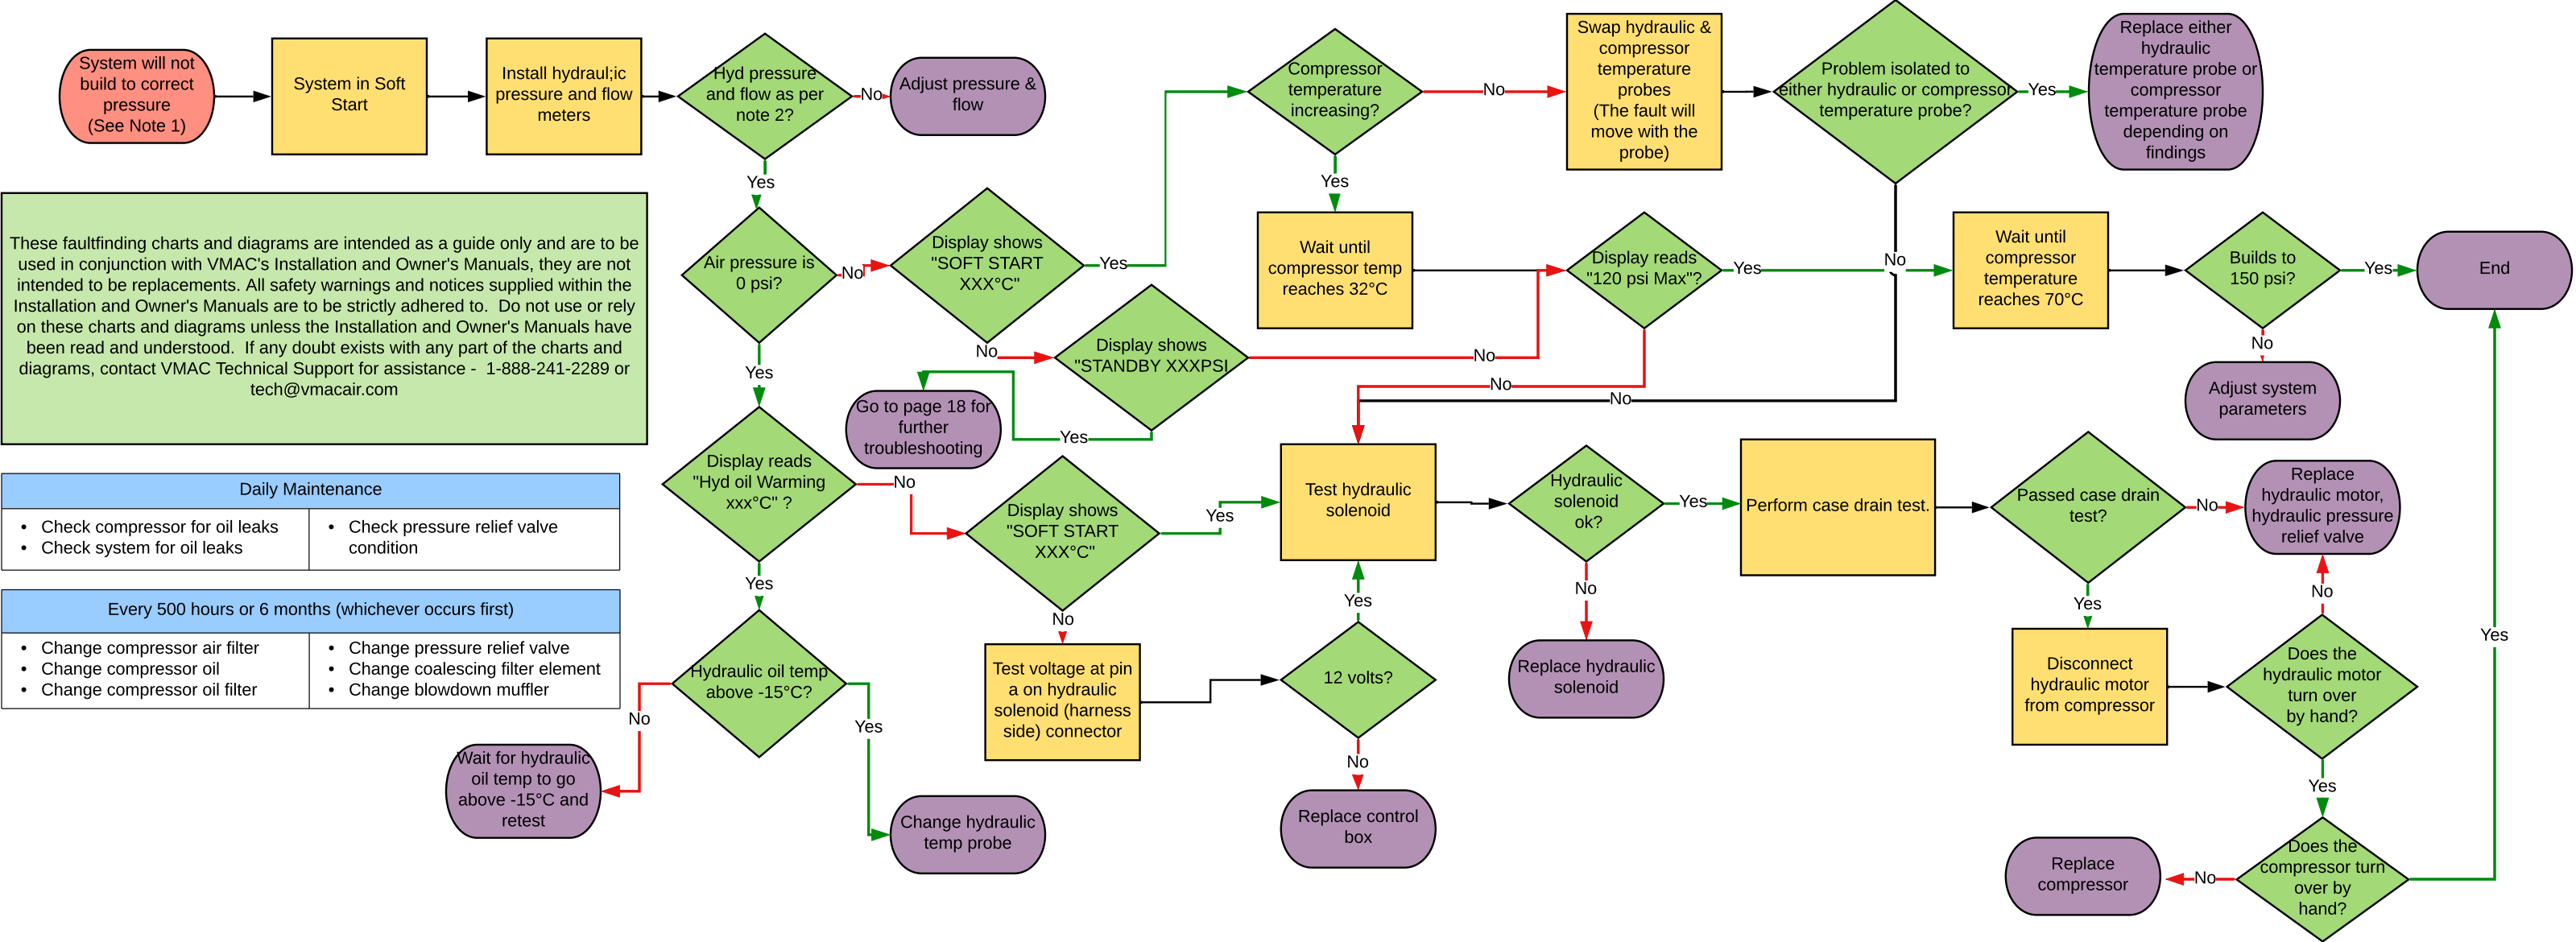 System will not
build to correct
pressure
(See Note 1)
System in Soft
Start
Install hydraul;ic
pressure and flow
meters
Hyd pressure
and flow as per
note 2?
No
Adjust pressure &
flow
Yes
Compressor
temperature
increasing?
No
Swap hydraulic &
compressor
temperature
probes
(The fault will
move with the
probe)
Problem isolated to
either hydraulic or compressor
temperature probe?
Yes
Replace either
hydraulic
temperature probe or
compressor
temperature probe
depending on
findings
Yes
No
These faultfinding charts and diagrams are intended as a guide only and are to be
used in conjunction with VMAC's Installation and Owner's Manuals, they are not
intended to be replacements. All safety warnings and notices supplied within the
Installation and Owner's Manuals are to be strictly adhered to.  Do not use or rely
on these charts and diagrams unless the Installation and Owner's Manuals have
been read and understood.  If any doubt exists with any part of the charts and
diagrams, contact VMAC Technical Support for assistance -  1-888-241-2289 or
tech@vmacair.com
Air pressure is
0 psi?
No
Display shows
"SOFT START
XXX°C"
Yes
No
Wait until
compressor temp
reaches 32°C
Display reads
"120 psi Max"?
Yes
Wait until
compressor
temperature
reaches 70°C
Builds to
150 psi?
Yes
End
No
Adjust system
parameters
Display shows
"STANDBY XXXPSI
No
No
No
Yes
Yes
Go to page 18 for
further
troubleshooting
Display reads
"Hyd oil Warming
xxx°C" ?
No
Display shows
"SOFT START
XXX°C"
Yes
Test hydraulic
solenoid
Hydraulic
solenoid
ok?
Yes
Perform case drain test.
Passed case drain
test?
No
Replace
hydraulic motor,
hydraulic pressure
relief valve
Daily Maintenance
• Check compressor for oil leaks
• Check system for oil leaks
• Check pressure relief valve
condition
Every 500 hours or 6 months (whichever occurs first)
• Change compressor air filter
• Change compressor oil
• Change compressor oil filter
• Change pressure relief valve
• Change coalescing filter element
• Change blowdown muffler
Yes
No
Yes
No
Yes
No
Yes
Hydraulic oil temp
above -15°C?
No
Yes
Test voltage at pin
a on hydraulic
solenoid (harness
side) connector
12 volts?
No
Replace hydraulic
solenoid
Disconnect
hydraulic motor
from compressor
Does the
hydraulic motor
turn over
by hand?
Yes
Wait for hydraulic
oil temp to go
above -15°C and
retest
Change hydraulic
temp probe
Replace control
box
Replace
compressor
No
Does the
compressor turn
over by
hand?